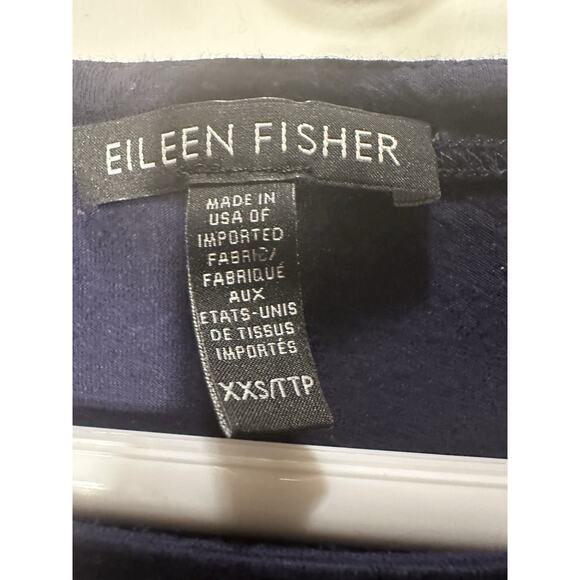 EILEEN FISHER
MADE IN
USA OF
IMPORTED
FABRIC/
FABRIQUÉ
AUX
ETATS-UNIS
DE TISSUS
IMPORTÉS
XXS/TTP